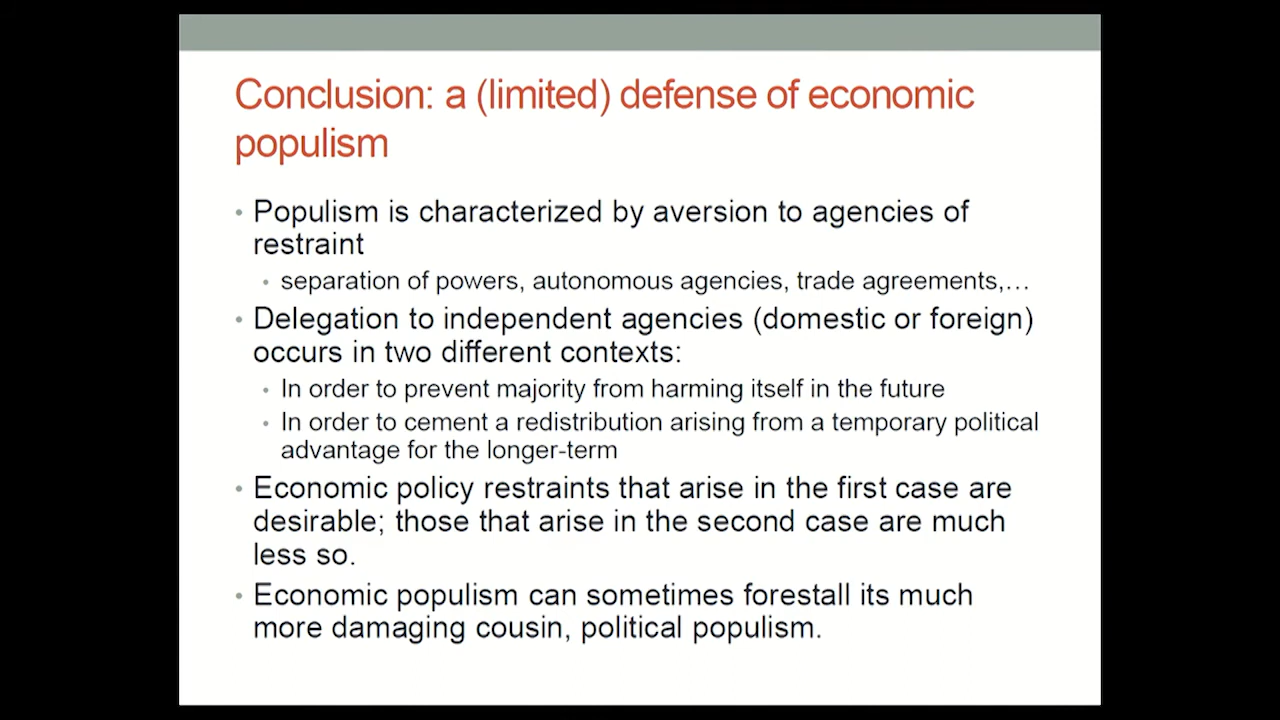 Conclusion: a (limited) defense of economic
populism
• Populism is characterized by aversion to agencies of
restraint
• separation of powers, autonomous agencies, trade agreements,…
• Delegation to independent agencies (domestic or foreign)
occurs in two different contexts:
• In order to prevent majority from harming itself in the future
• In order to cement a redistribution arising from a temporary political
advantage for the longer-term
• Economic policy restraints that arise in the first case are
desirable; those that arise in the second case are much
less so.
• Economic populism can sometimes forestall its much
more damaging cousin, political populism.